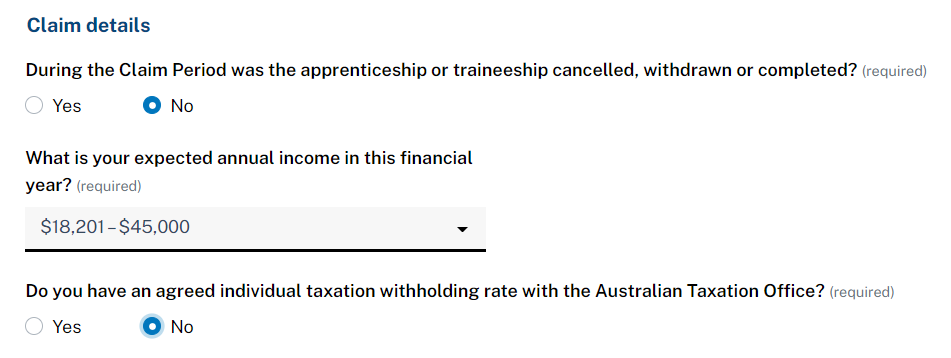 Claim details
During the Claim Period was the apprenticeship or traineeship cancelled, withdrawn or completed? (required)
Yes No
What is your expected annual income in this financial
year? (required)
$18,201–$45,000
Do you have an agreed individual taxation withholding rate with the Australian Taxation Office? (required)
Yes No